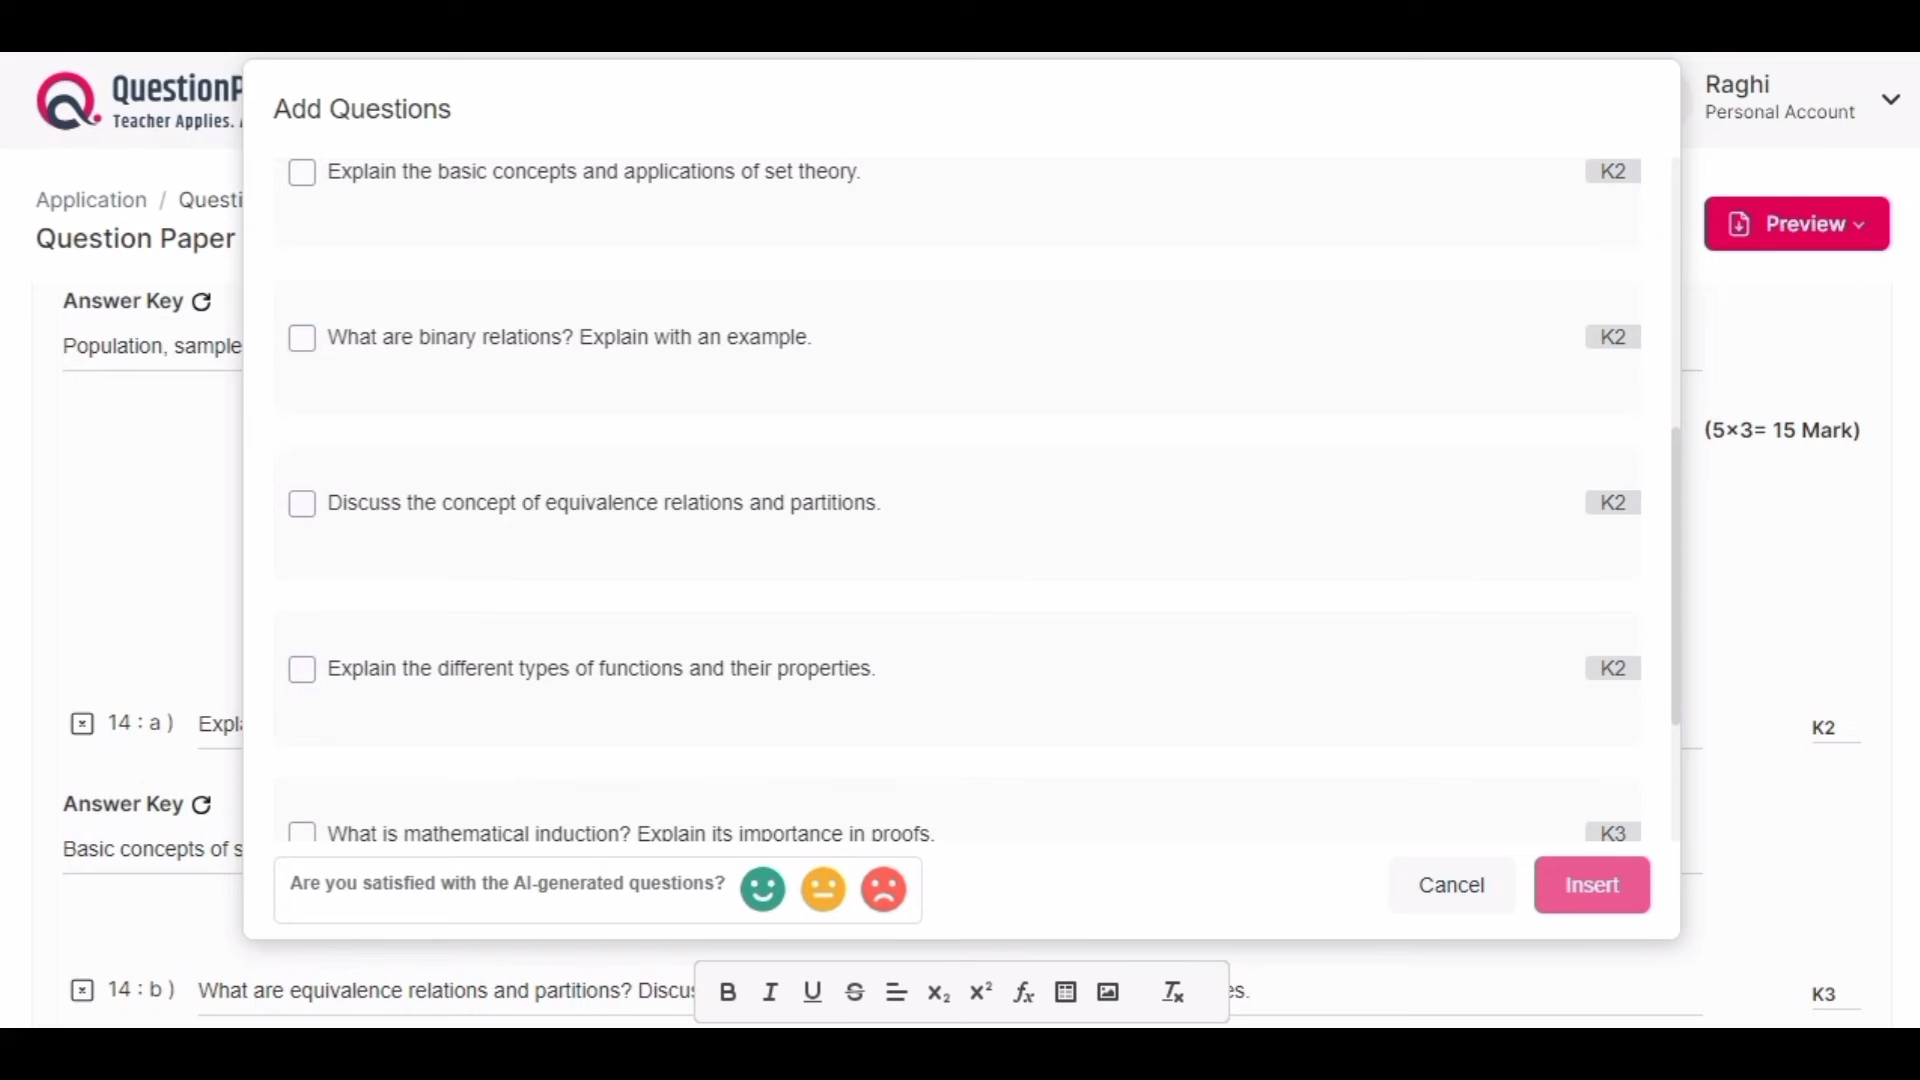 QuestionP
Teacher Applies.
Raghi
Personal Account
Application / Questi
Question Paper
Preview
Add Questions
Explain the basic concepts and applications of set theory.
K2
What are binary relations? Explain with an example.
K2
Discuss the concept of equivalence relations and partitions.
K2
Explain the different types of functions and their properties.
K2
What is mathematical induction? Explain its importance in proofs.
K3
Are you satisfied with the AI-generated questions?
Cancel
Insert
Answer Key
Population, sample
(5×3= 15 Mark)
14 : a ) Expl
K2
Answer Key
Basic concepts of s
14 : b ) What are equivalence relations and partitions? Discus
es.
K3
B I U S X₂ X² fx Tx